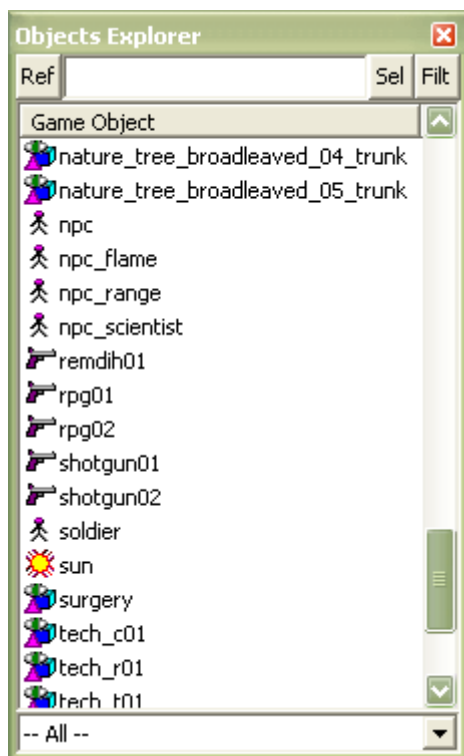 Objects Explorer
Ref Sel Filt
Game Object
nature_tree_broadleaved_04_trunk
nature_tree_broadleaved_05_trunk
npc
npc_flame
npc_range
npc_scientist
remdih01
rpg01
rpg02
shotgun01
shotgun02
soldier
sun
surgery
tech_c01
tech_r01
tech_t01
-- All --